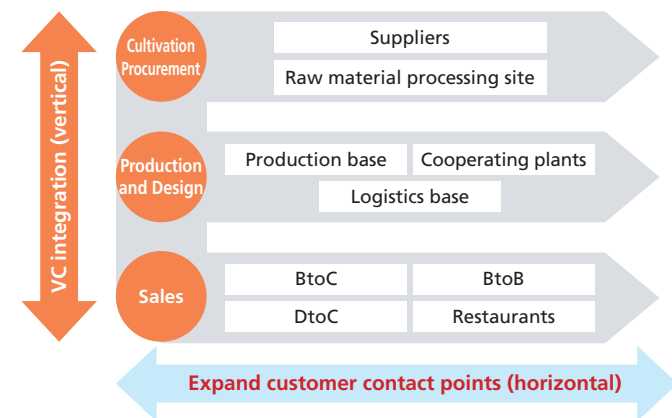 VC integration (vertical)
Cultivation
Procurement
Suppliers
Raw material processing site
Production
and Design
Production base
Cooperating plants
Logistics base
Sales
BtoC
BtoB
DtoC
Restaurants
Expand customer contact points (horizontal)